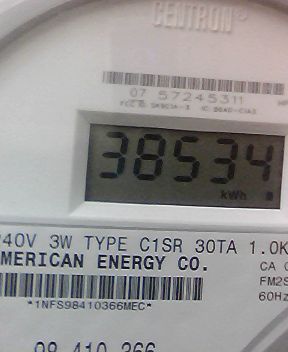 CENTRON®
07 57245311
38534
kWh
240V 3W TYPE C1SR 30TA 1.0K
AMERICAN ENERGY CO.
CA
FM2S
60Hz
*1NFS98410366MEC*
98 410 366